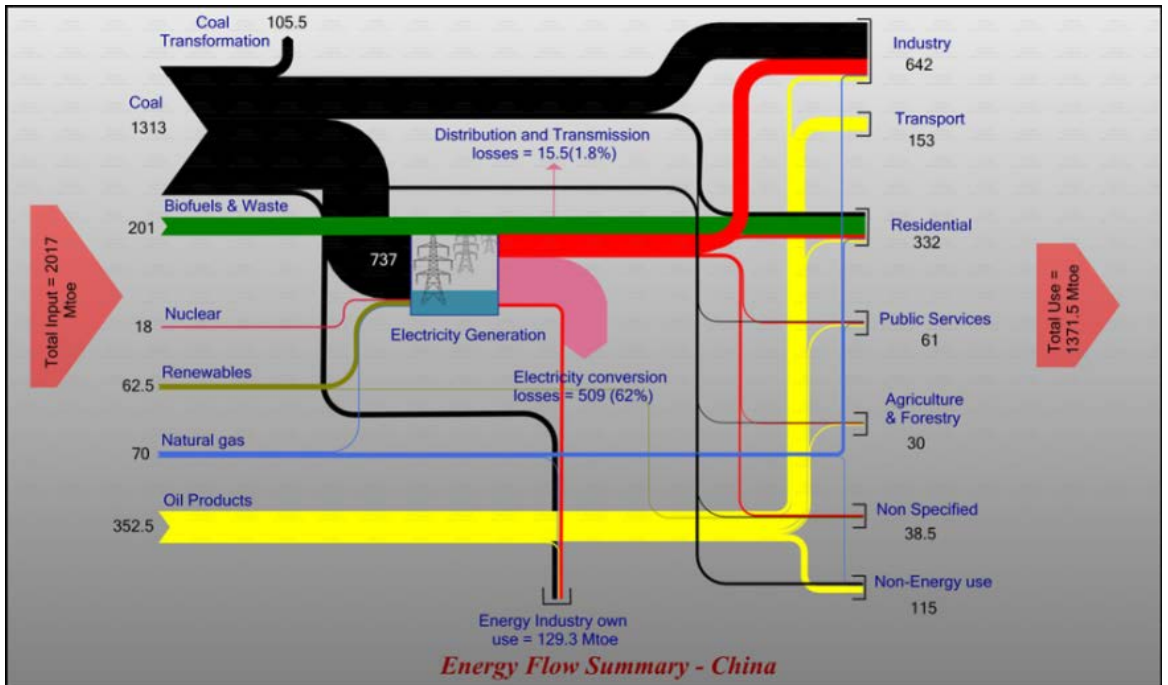 Coal
Transformation
105.5
Coal
1313
Industry
642
Transport
153
Distribution and Transmission
losses = 15.5(1.8%)
Biofuels & Waste
201
Residential
332
Total Input = 2017
Mtoe
737
Total Use =
1371.5 Mtoe
Nuclear
18
Electricity Generation
Public Services
61
Renewables
62.5
Electricity conversion
losses = 509 (62%)
Agriculture
& Forestry
30
Natural gas
70
Oil Products
352.5
Non Specified
38.5
Non-Energy use
115
Energy Industry own
use = 129.3 Mtoe
Energy Flow Summary - China